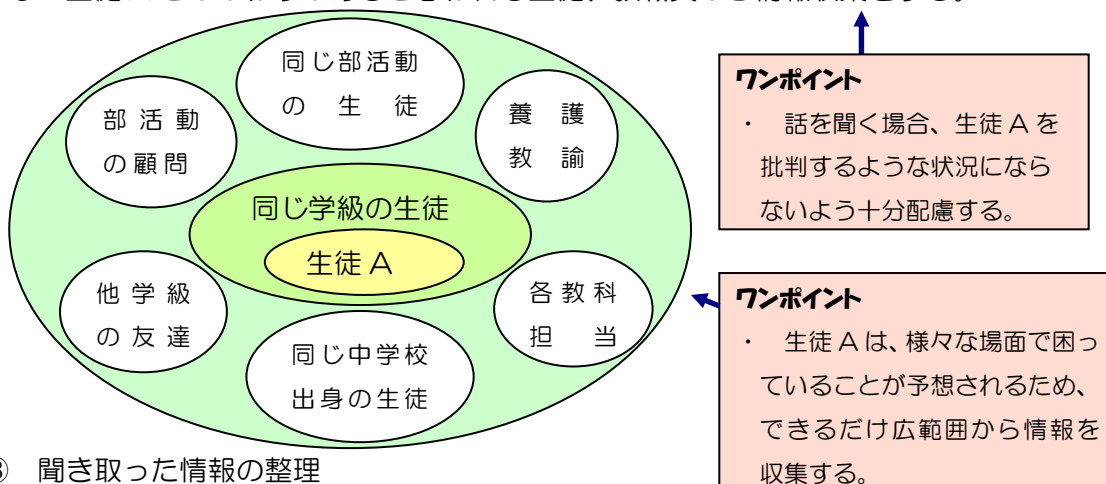 同じ部活動
の生徒
部活動
の顧問
養護
教諭
同じ学級の生徒
生徒A
他学級
の友達
各教科
担当
同じ中学校
出身の生徒
ワンポイント
・ 話を聞く場合、生徒Aを
批判するような状況になら
ないよう十分配慮する。
ワンポイント
・ 生徒Aは、様々な場面で困っ
ていることが予想されるため、
できるだけ広範囲から情報を
収集する。
聞き取った情報の整理